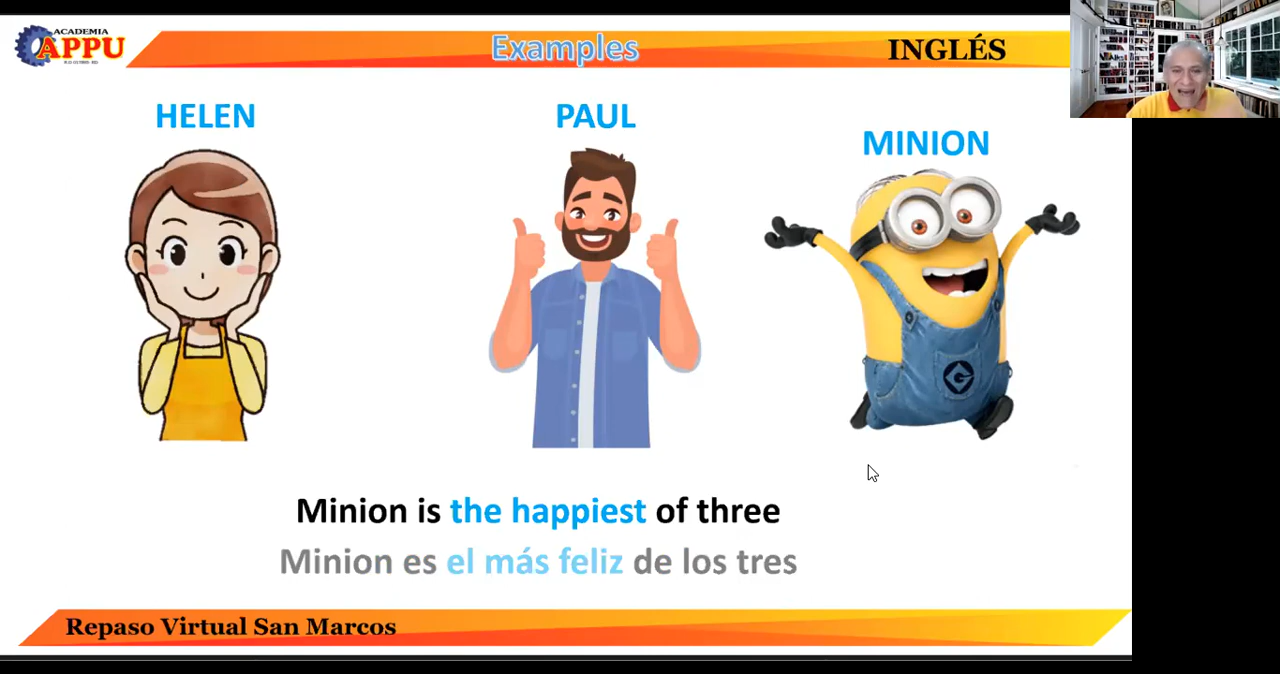 ACADEMIA
APPU
Examples
INGLÉS
HELEN
PAUL
MINION
Minion is the happiest of three
Minion es el más feliz de los tres
Repaso Virtual San Marcos